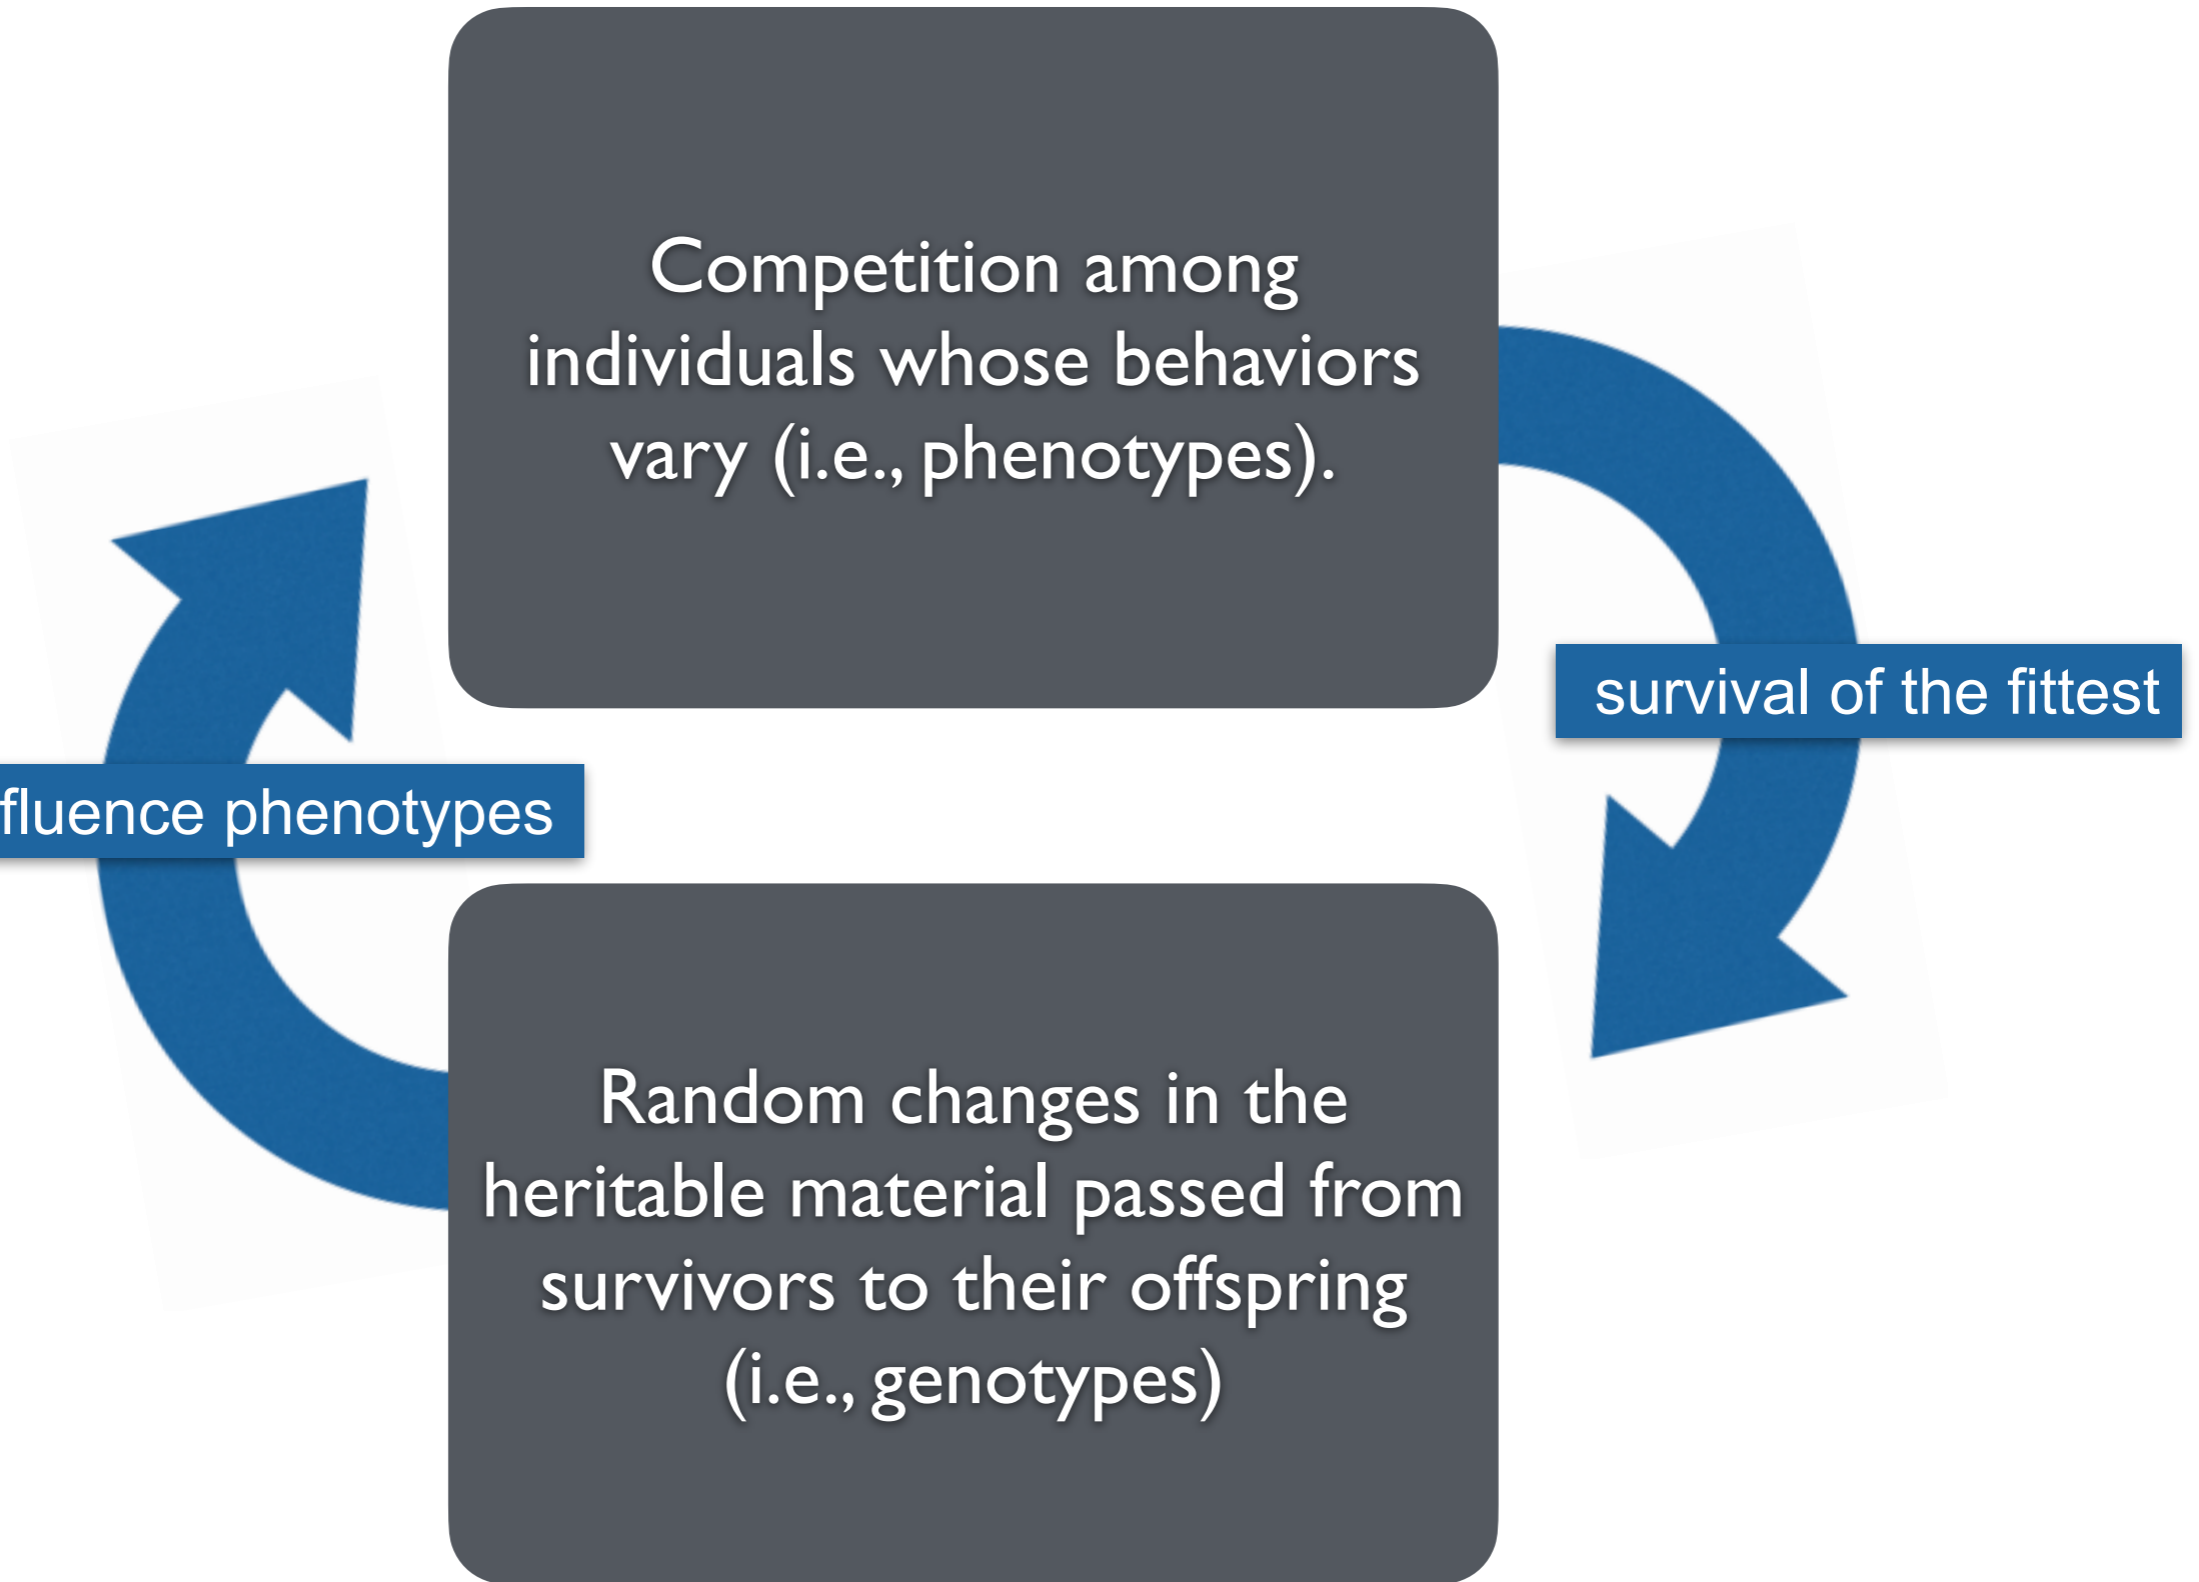 Competition among
individuals whose behaviors
vary (i.e., phenotypes).
survival of the fittest
fluence phenotypes
Random changes in the
heritable material passed from
survivors to their offspring
(i.e., genotypes)